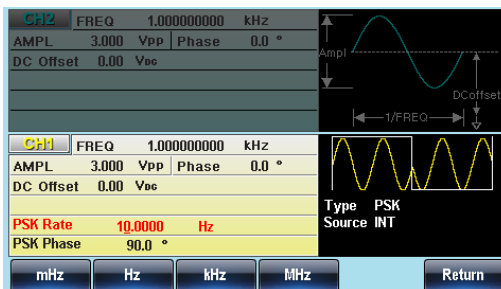 CH2 FREQ 1.000000000 kHz
AMPL 3.000 Vpp Phase 0.0 °
DC Offset 0.00 VDC
Ampl
DCoffset
1/FREQ
CH1 FREQ 1.000000000 kHz
AMPL 3.000 Vpp Phase 0.0 °
DC Offset 0.00 VDC
PSK Rate 10.0000 Hz
PSK Phase 90.0 °
Type PSK
Source INT
mHz Hz kHz MHz Return